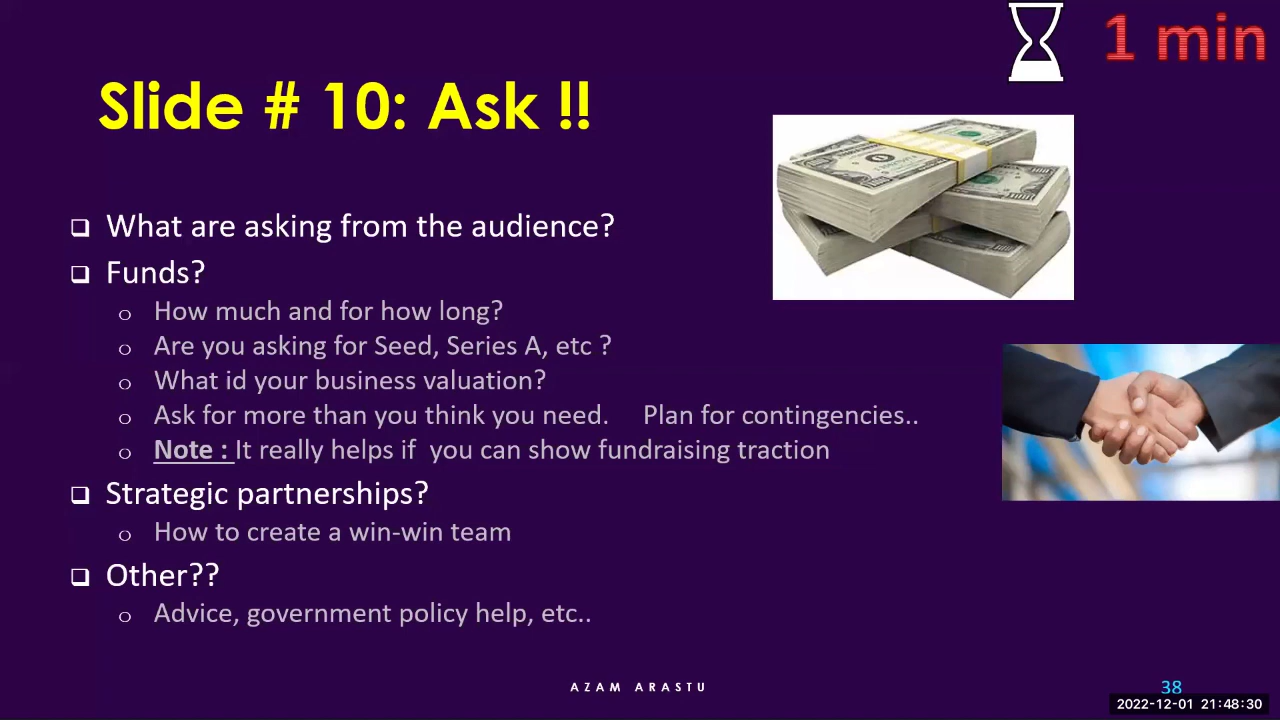 1 min
Slide # 10: Ask !!
What are asking from the audience?
Funds?
How much and for how long?
Are you asking for Seed, Series A, etc ?
What id your business valuation?
Ask for more than you think you need. Plan for contingencies..
Note : It really helps if you can show fundraising traction
Strategic partnerships?
How to create a win-win team
Other??
Advice, government policy help, etc..
AZAM ARASTU
38
2022-12-01 21:48:30